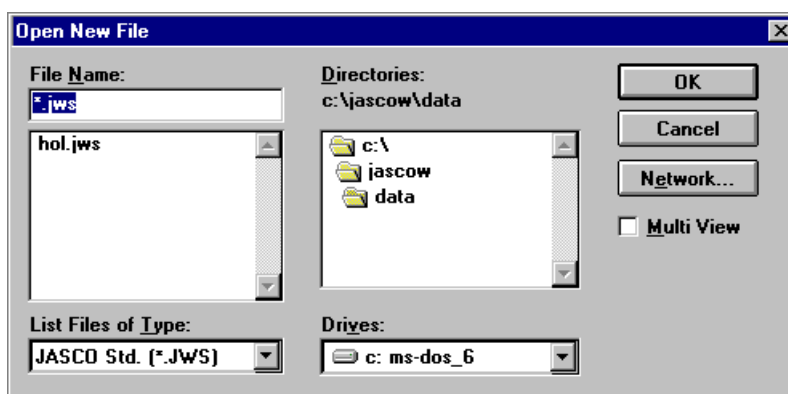 Open New File
File Name:
*.jws
hol.jws
List Files of Type:
JASCO Std. (*.JWS)
Directories:
c:\jascow\data
c:\
jascow
data
Drives:
c: ms-dos_6
OK
Cancel
Network...
Multi View